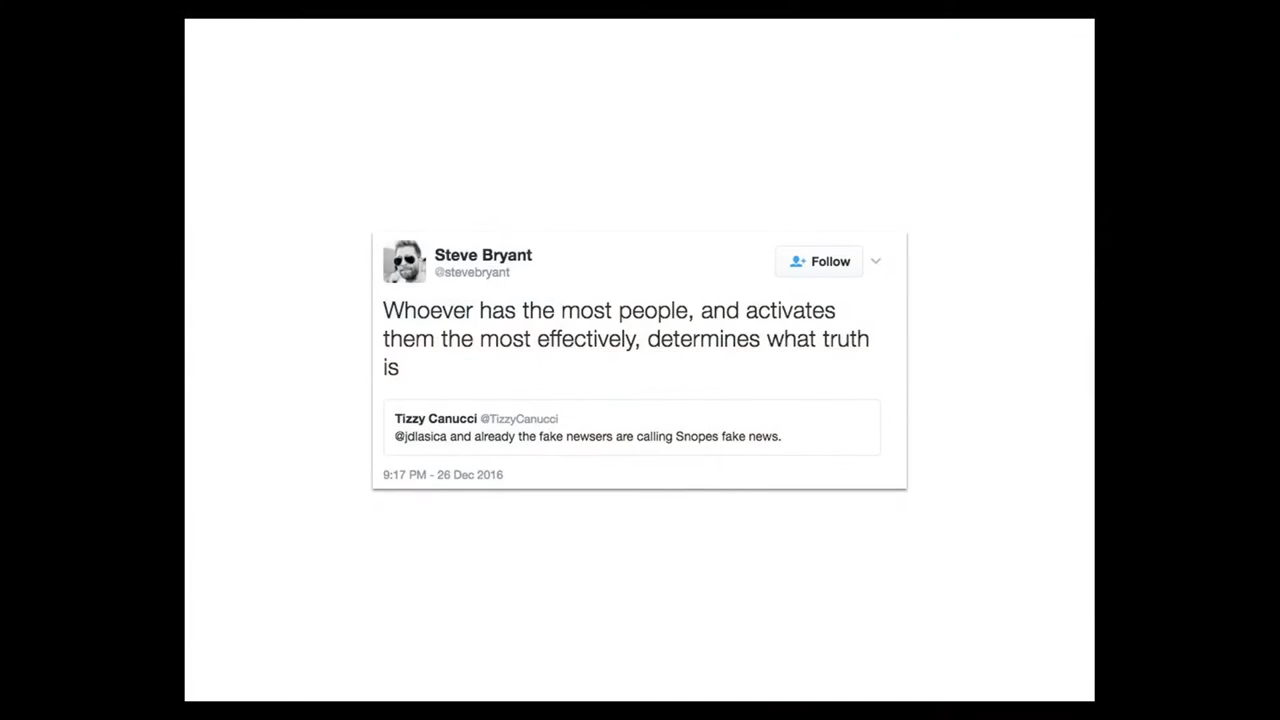 Steve Bryant
@stevebryant
Follow
Whoever has the most people, and activates
them the most effectively, determines what truth
is
Tizzy Canucci @TizzyCanucci
@jdlasica and already the fake newsers are calling Snopes fake news.
9:17 PM - 26 Dec 2016